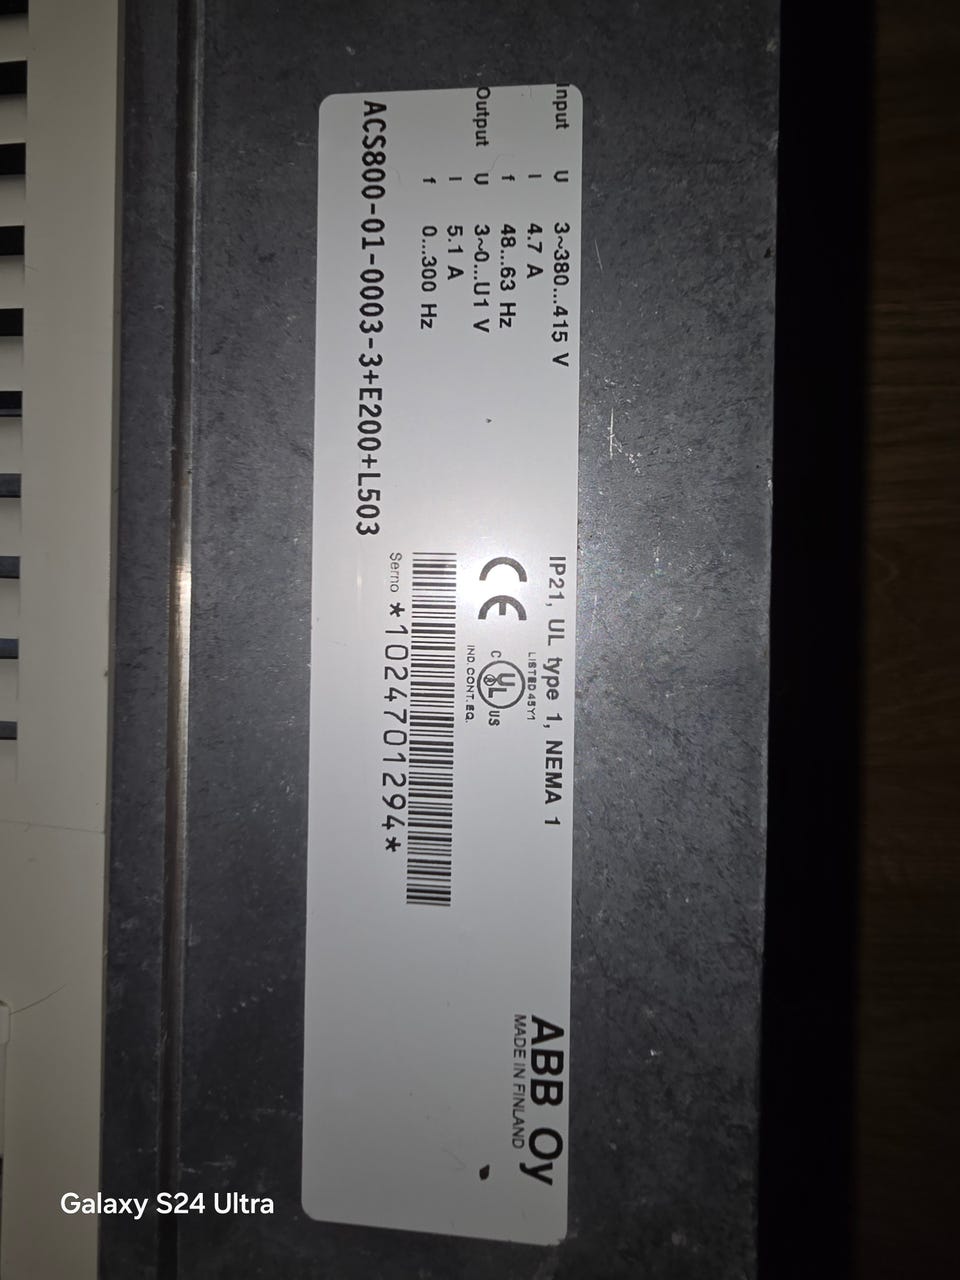 Input U 3~380...415 V
I 4.7 A
f 48...63 Hz
Output U 3~0...U1 V
I 5.1 A
f 0...300 Hz
ACS800-01-0003-3+E200+L503
IP21, UL type 1, NEMA 1
LISTED 45Y1
CE
C UL US
IND. CONT. EQ.
Serno *1024701294*
ABB Oy
MADE IN FINLAND
Galaxy S24 Ultra